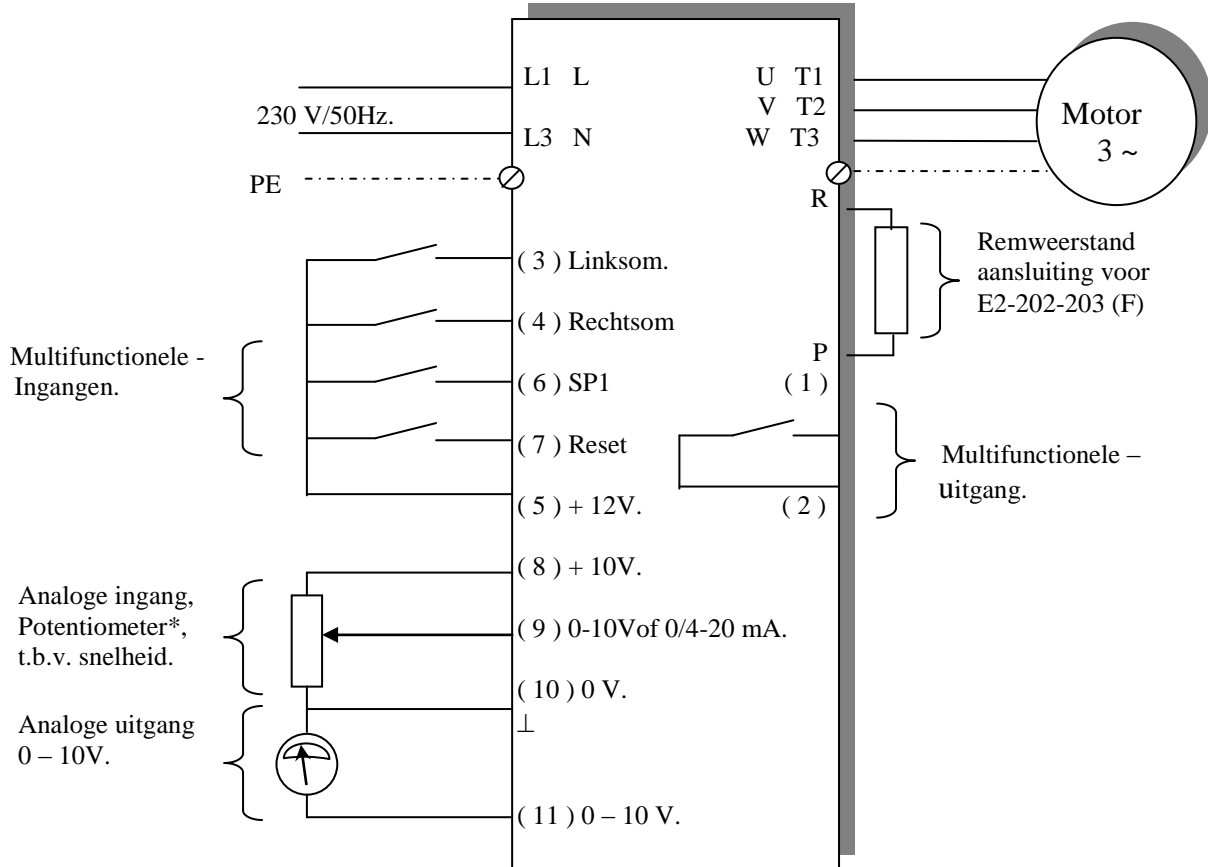 L1 L
U T1
V T2
Motor
230 V/50Hz.
L3 N
W T3
3 ~
PE
R
( 3 ) Linksom.
Remweerstand
aansluiting voor
E2-202-203 (F)
( 4 ) Rechtsom
Multifunctionele -
Ingangen.
P
( 6 ) SP1
( 1 )
( 7 ) Reset
Multifunctionele –
uitgang.
( 5 ) + 12V.
( 2 )
( 8 ) + 10V.
Analoge ingang,
Potentiometer*,
t.b.v. snelheid.
( 9 ) 0-10Vof 0/4-20 mA.
( 10 ) 0 V.
⊥
Analoge uitgang
0 – 10V.
( 11 ) 0 – 10 V.